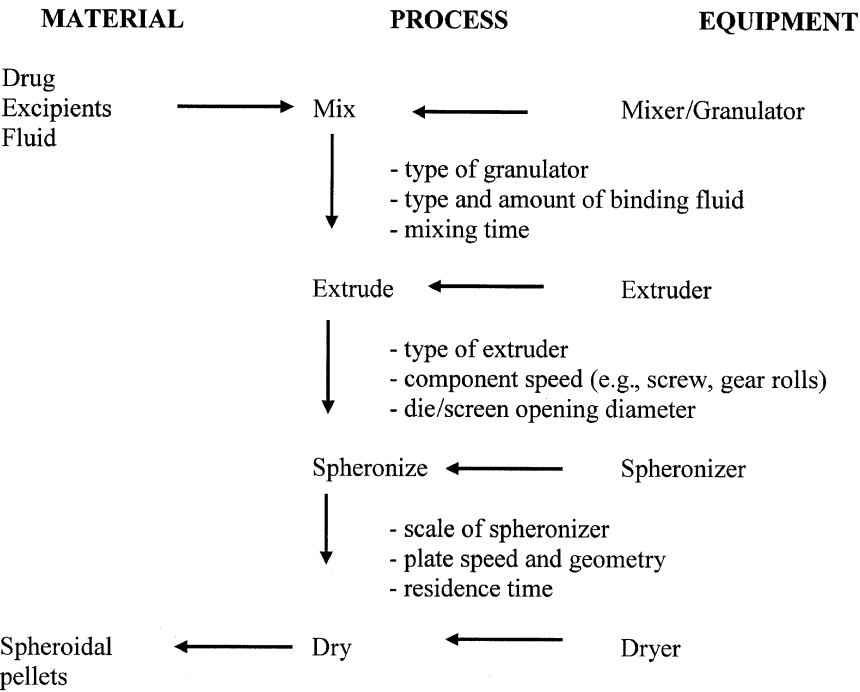 MATERIAL PROCESS EQUIPMENT
Drug
Excipients
Fluid
Mix
Mixer/Granulator
- type of granulator
- type and amount of binding fluid
- mixing time
Extrude
Extruder
- type of extruder
- component speed (e.g., screw, gear rolls)
- die/screen opening diameter
Spheronize
Spheronizer
- scale of spheronizer
- plate speed and geometry
- residence time
Spheroidal
pellets
Dry
Dryer